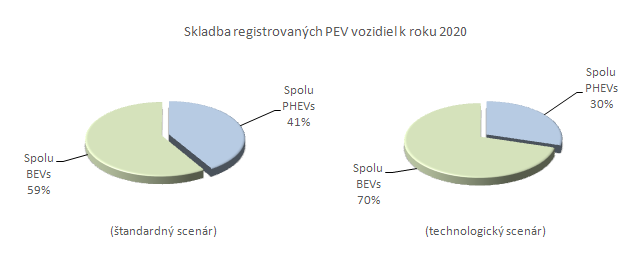 Skladba registrovaných PEV vozidiel k roku 2020
Spolu
PHEVs
41%
Spolu
BEVs
59%
(štandardný scenár)
Spolu
PHEVs
30%
Spolu
BEVs
70%
(technologický scenár)